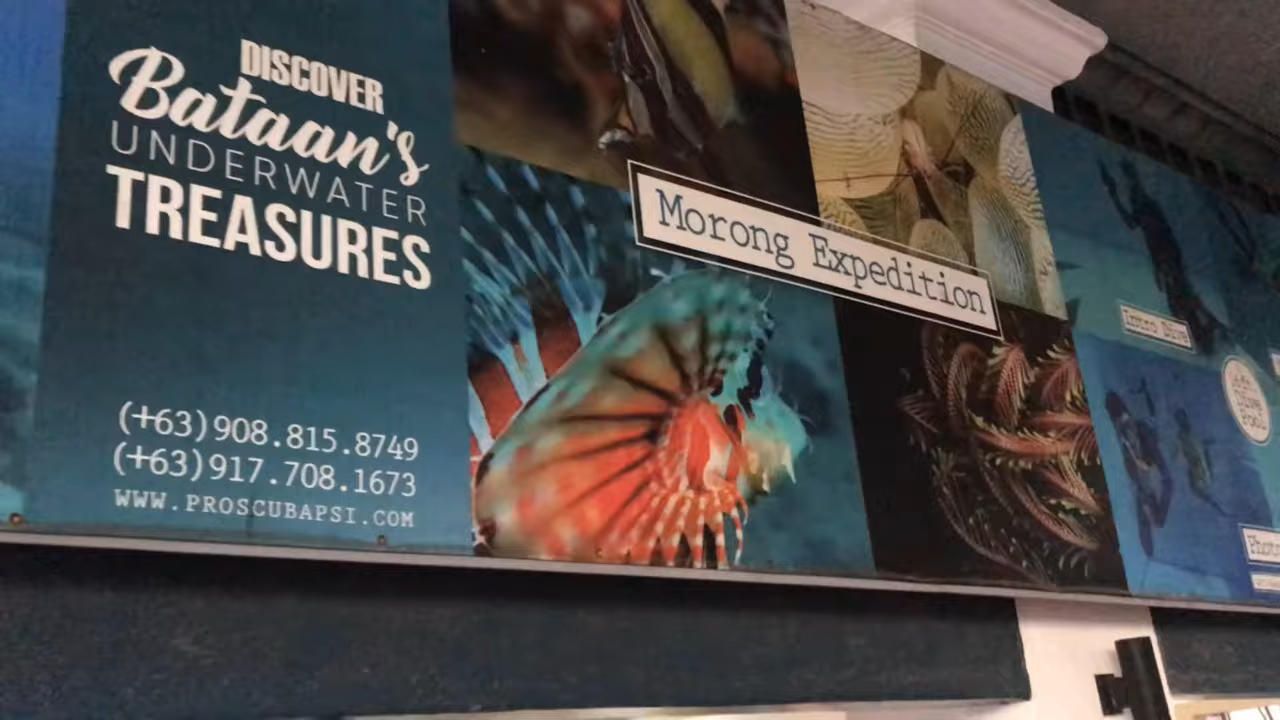 DISCOVER
Bataan's
UNDERWATER
TREASURES
(+63)908.815.8749
(+63)917.708.1673
WWW.PROSCUBAPSI.COM
Morong Expedition
Intro Dive